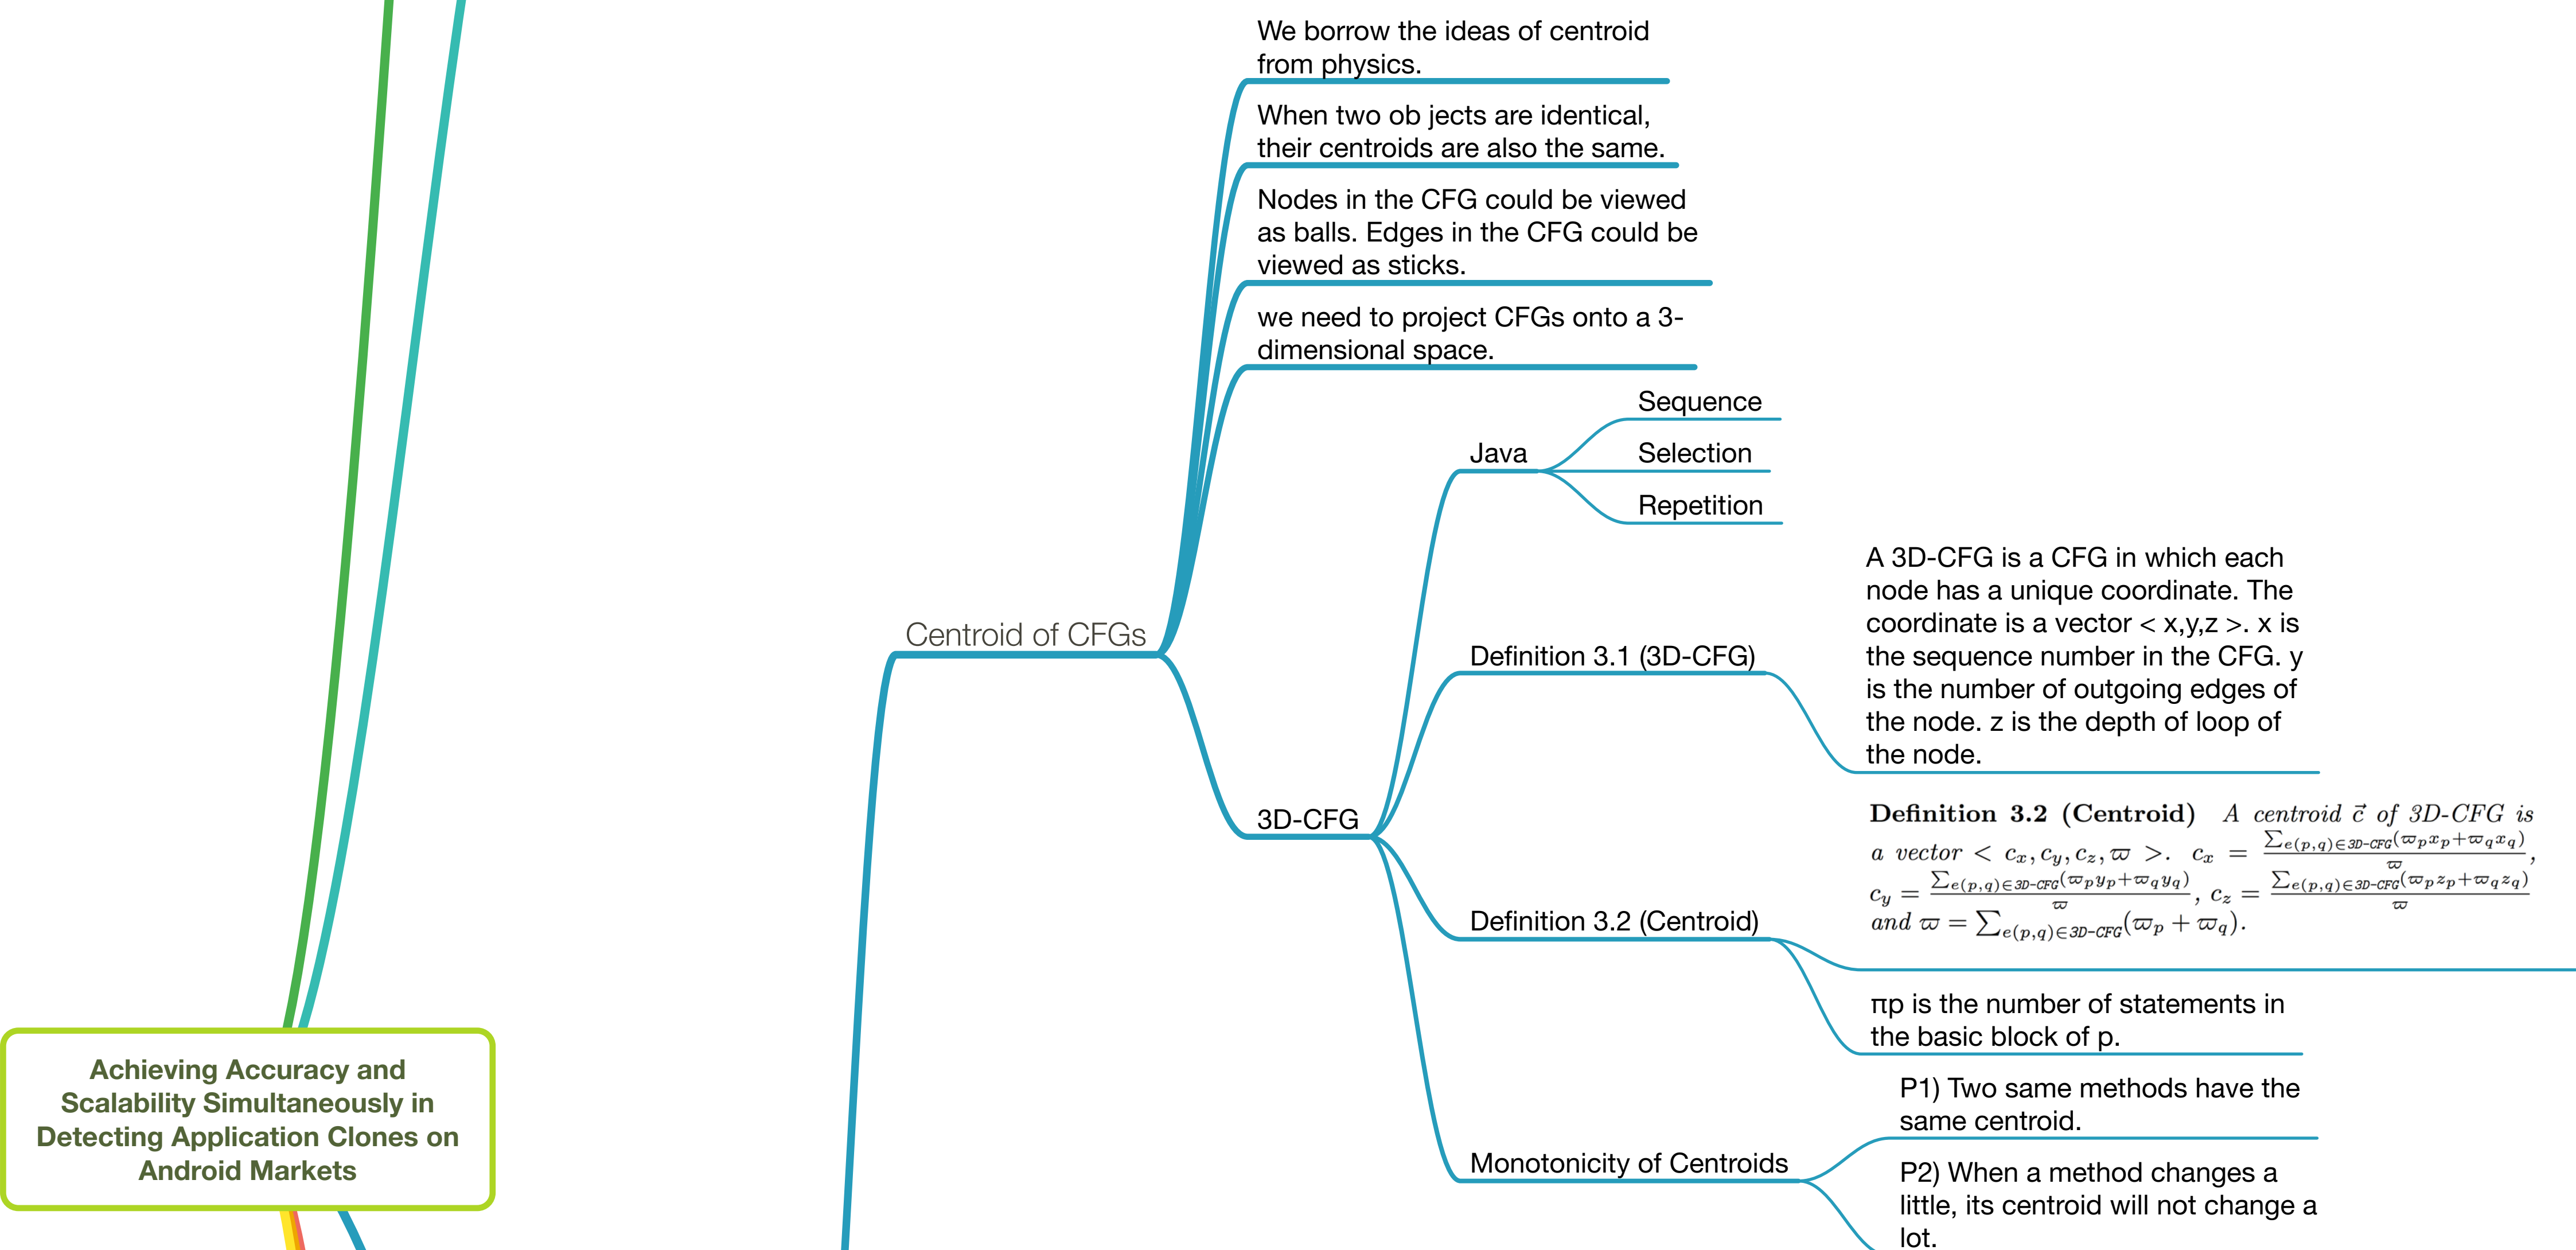 We borrow the ideas of centroid
from physics.
When two ob jects are identical,
their centroids are also the same.
Nodes in the CFG could be viewed
as balls. Edges in the CFG could be
viewed as sticks.
we need to project CFGs onto a 3-
dimensional space.
Sequence
Java
Selection
Repetition
A 3D-CFG is a CFG in which each
node has a unique coordinate. The
coordinate is a vector < x,y,z >. x is
the sequence number in the CFG. y
is the number of outgoing edges of
the node. z is the depth of loop of
the node.
Centroid of CFGs
Definition 3.1 (3D-CFG)
3D-CFG
Definition 3.2 (Centroid) A centroid c⃗ of 3D-CFG is
a vector < c_x, c_y, c_z, ϖ >. c_x = ∑_{e(p,q)∈3D-CFG}(ϖ_p x_p+ϖ_q x_q) / ϖ,
c_y = ∑_{e(p,q)∈3D-CFG}(ϖ_p y_p+ϖ_q y_q) / ϖ, c_z = ∑_{e(p,q)∈3D-CFG}(ϖ_p z_p+ϖ_q z_q) / ϖ
and ϖ = ∑_{e(p,q)∈3D-CFG}(ϖ_p + ϖ_q).
Definition 3.2 (Centroid)
πp is the number of statements in
the basic block of p.
Achieving Accuracy and
Scalability Simultaneously in
Detecting Application Clones on
Android Markets
P1) Two same methods have the
same centroid.
Monotonicity of Centroids
P2) When a method changes a
little, its centroid will not change a
lot.